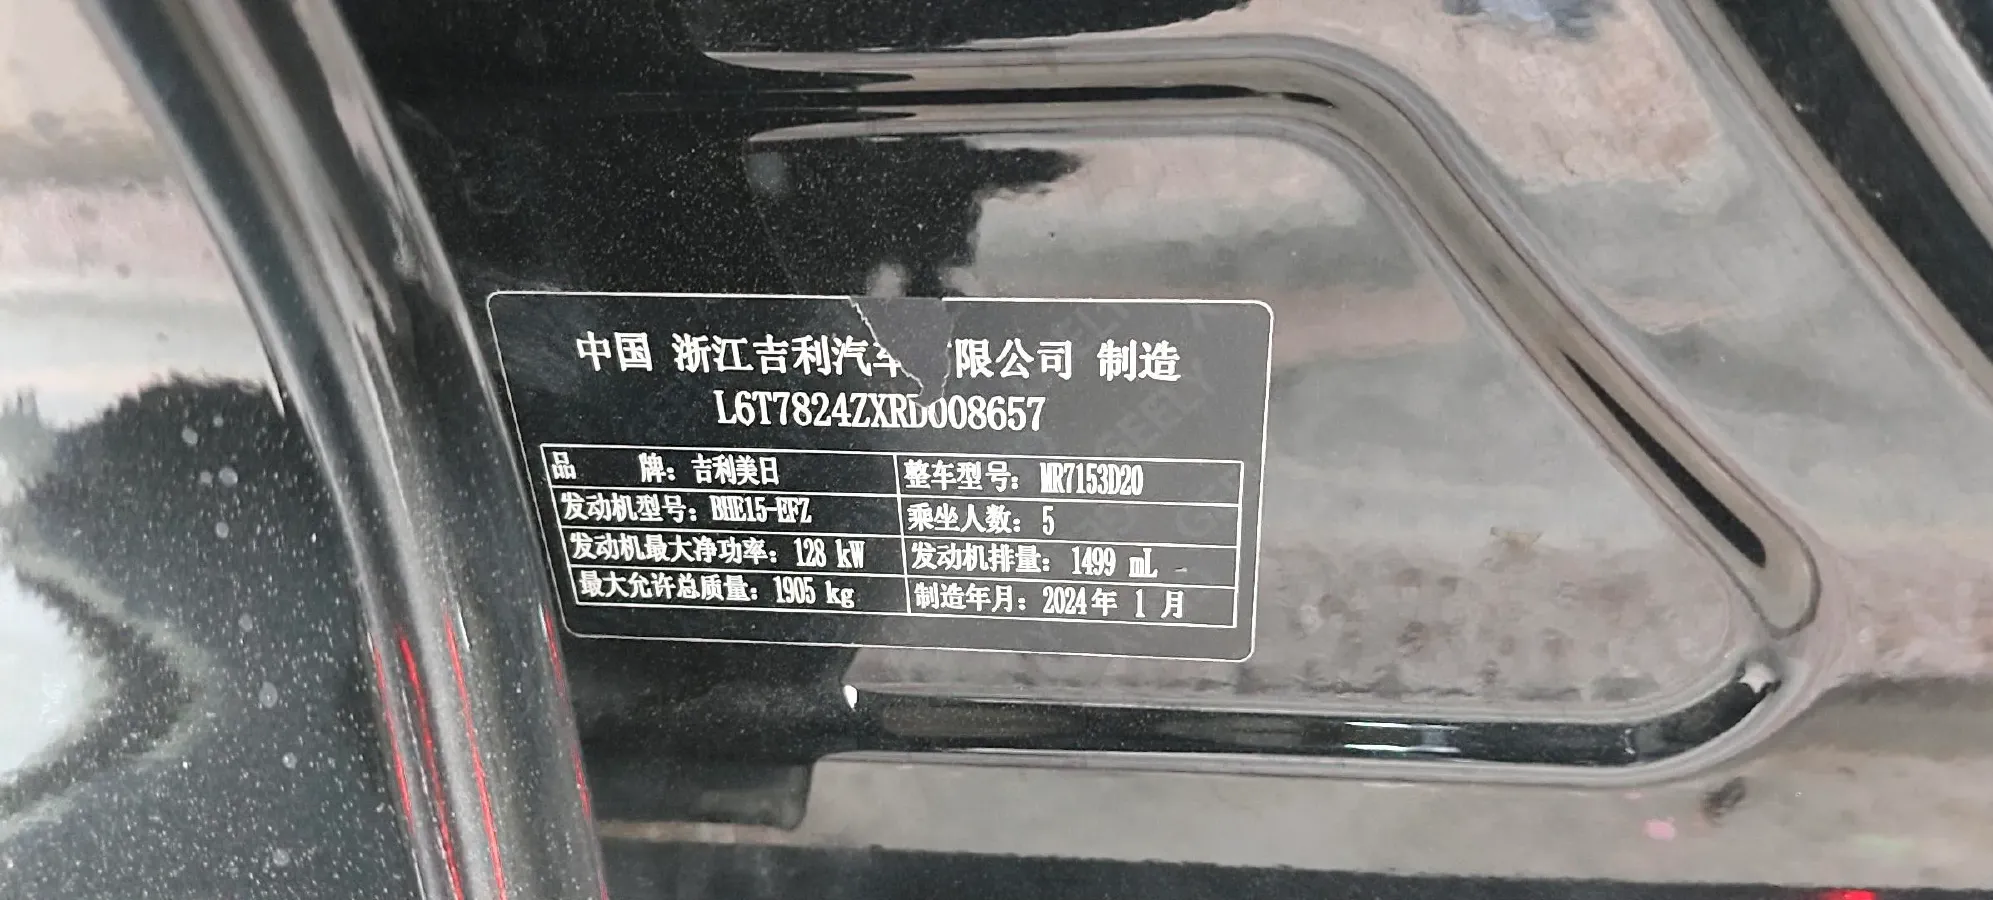 中国 浙江吉利汽车 限公司 制造
L6T7824ZXRD008657
品 牌：吉利美日 整车型号：MR7153D20
发动机型号：BHE15-EFZ 乘坐人数：5
发动机最大净功率：128 kW 发动机排量：1499 mL
最大允许总质量：1905 kg 制造年月：2024年 1 月
GEELY